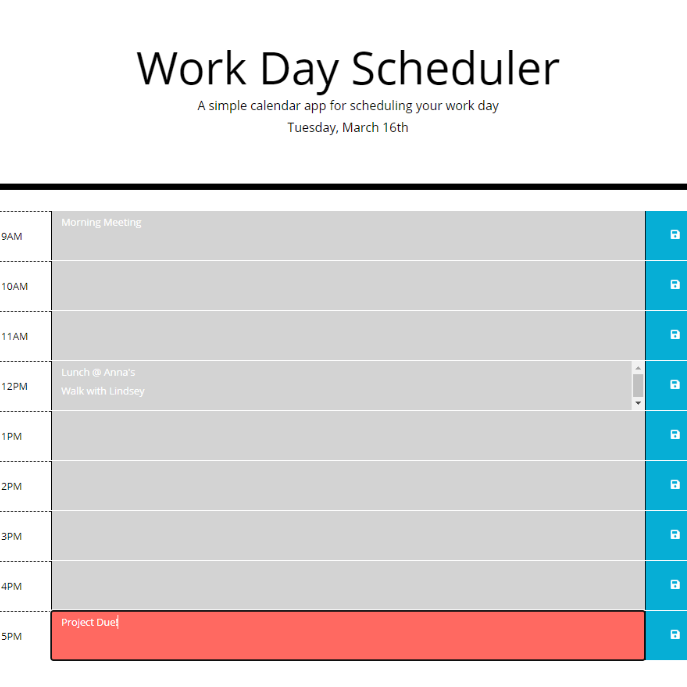 Work Day Scheduler
A simple calendar app for scheduling your work day
Tuesday, March 16th
9AM
Morning Meeting
10AM
11AM
12PM
Lunch @ Anna's
Walk with Lindsey
1PM
2PM
3PM
4PM
5PM
Project Due!